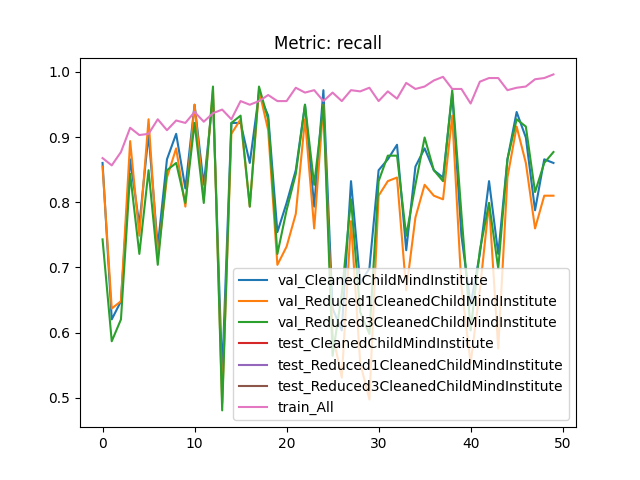 Metric: recall
1.0
0.9
0.8
0.7
0.6
0.5
val_CleanedChildMindInstitute
val_Reduced1CleanedChildMindInstitute
val_Reduced3CleanedChildMindInstitute
test_CleanedChildMindInstitute
test_Reduced1CleanedChildMindInstitute
test_Reduced3CleanedChildMindInstitute
train_All
0 10 20 30 40 50